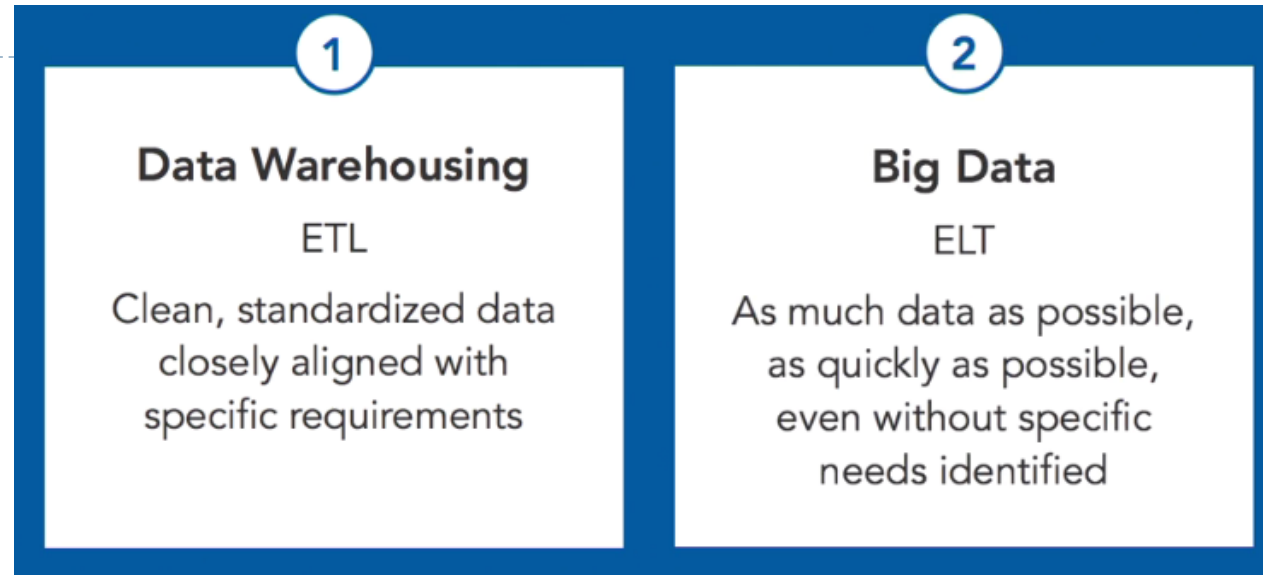 1
Data Warehousing
ETL
Clean, standardized data
closely aligned with
specific requirements
2
Big Data
ELT
As much data as possible,
as quickly as possible,
even without specific
needs identified